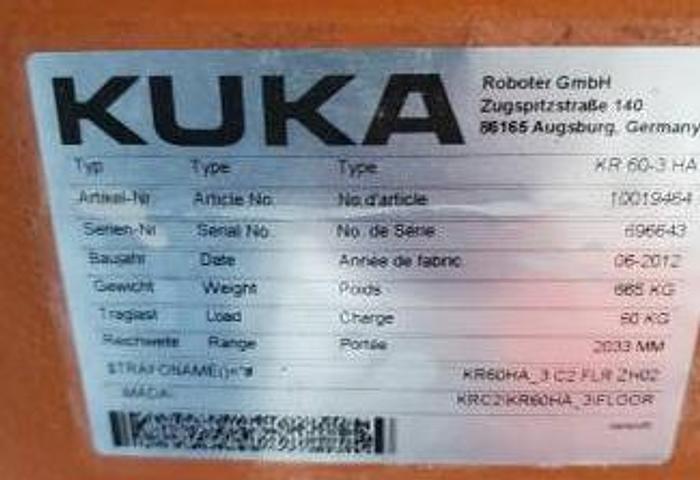 KUKA
Roboter GmbH
Zugspitzstraße 140
86165 Augsburg, Germany
Typ Type Type KR 60-3 HA
Artikel-Nr Article No. No.d'article 10019464
Serien-Nr Serial No. No. de Série 696643
Baujahr Date Année de fabric. 06-2012
Gewicht Weight Poids 665 KG
Traglast Load Charge 60 KG
Reichweite Range Portée 2033 MM
$TRAFONAME[]="# KR60HA_3 C2 FLR ZH02
MADA: KRC2\KR60HA_3\FLOOR